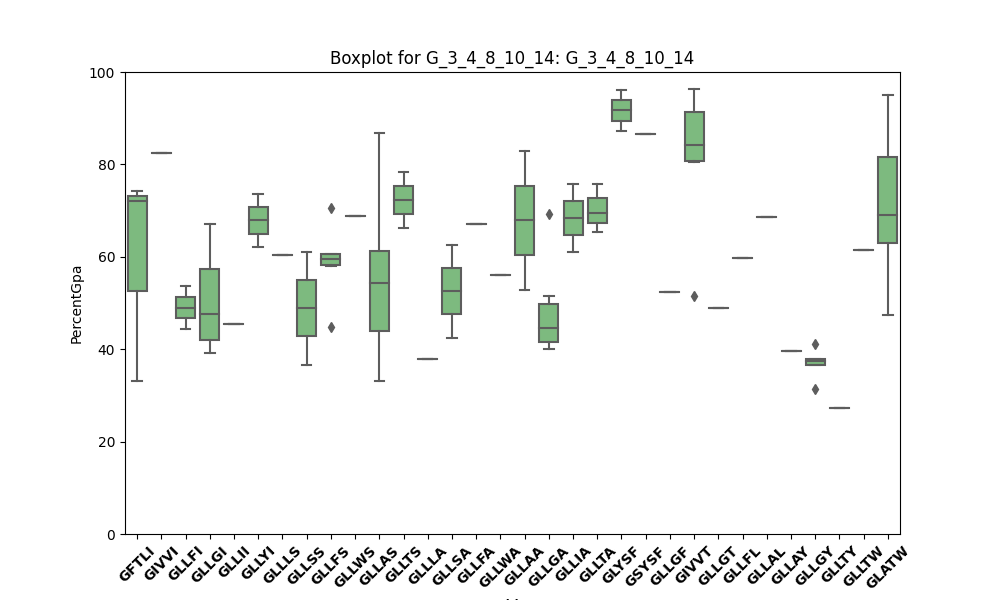 Boxplot for G_3_4_8_10_14: G_3_4_8_10_14
PercentGpa
100
80
60
40
20
0
GFTLI
GIVVI
GLLFI
GLLGI
GLLII
GLLYI
GLLLS
GLLSS
GLLFS
GLLWS
GLLAS
GLLTS
GLLLA
GLLSA
GLLFA
GLLWA
GLLAA
GLLGA
GLLIA
GLLTA
GLYSF
GSYSF
GLLGF
GIVVT
GLLGT
GLLFL
GLLAL
GLLAY
GLLGY
GLLTY
GLLTW
GLATW